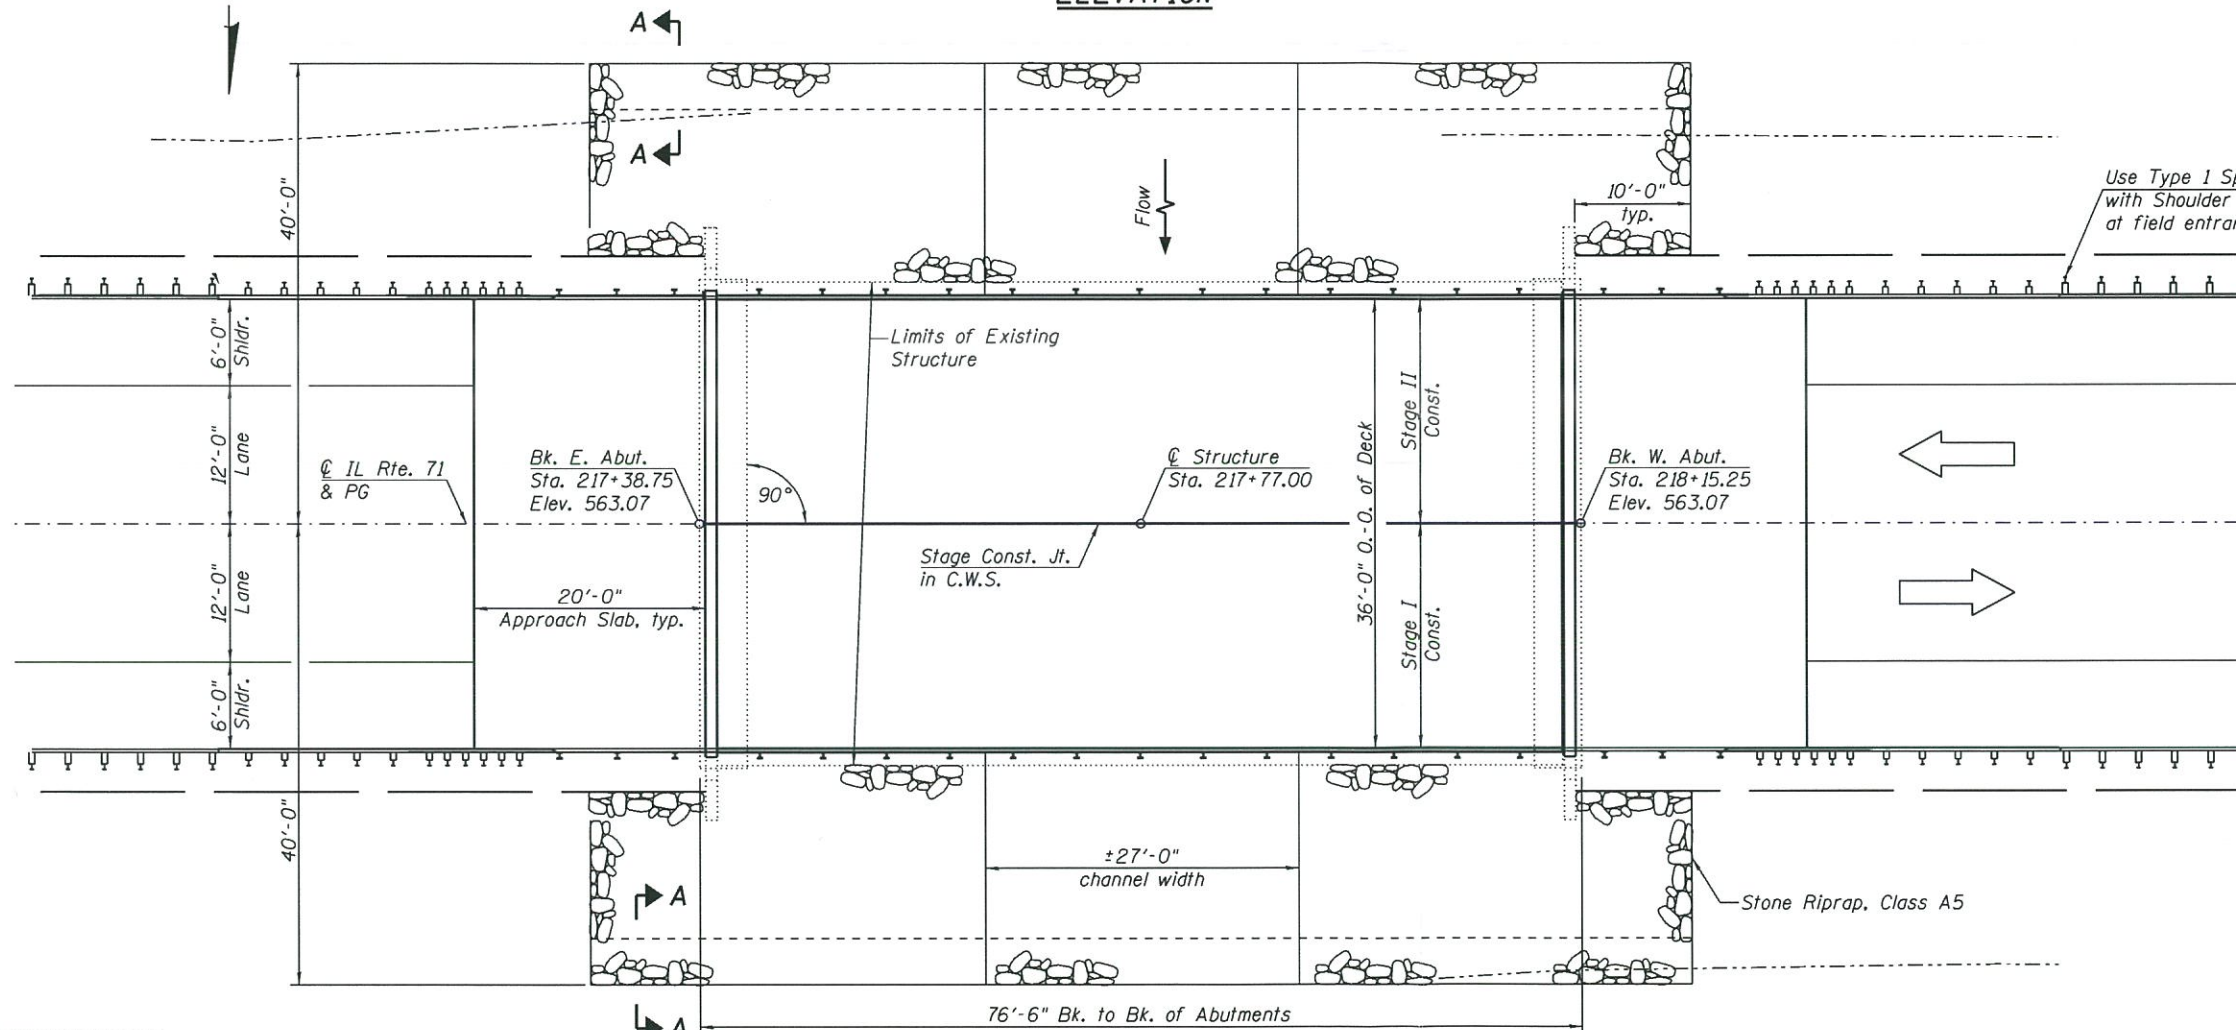 ELEVATION
A
A
40'-0"
Flow
10'-0"
typ.
Use Type 1
with Shoulder
at field
6'-0"
Shldr.
Limits of Existing
Structure
Stage II
Const.
12'-0"
Lane
℄ IL Rte. 71
& PG
Bk. E. Abut.
Sta. 217+38.75
Elev. 563.07
90°
℄ Structure
Sta. 217+77.00
36'-0" O.-O. of Deck
Bk. W. Abut.
Sta. 218+15.25
Elev. 563.07
Stage Const. Jt.
in C.W.S.
12'-0"
Lane
20'-0"
Approach Slab, typ.
Stage I
Const.
6'-0"
Shldr.
40'-0"
±27'-0"
channel width
A
Stone Riprap, Class A5
76'-6" Bk. to Bk. of Abutments
A